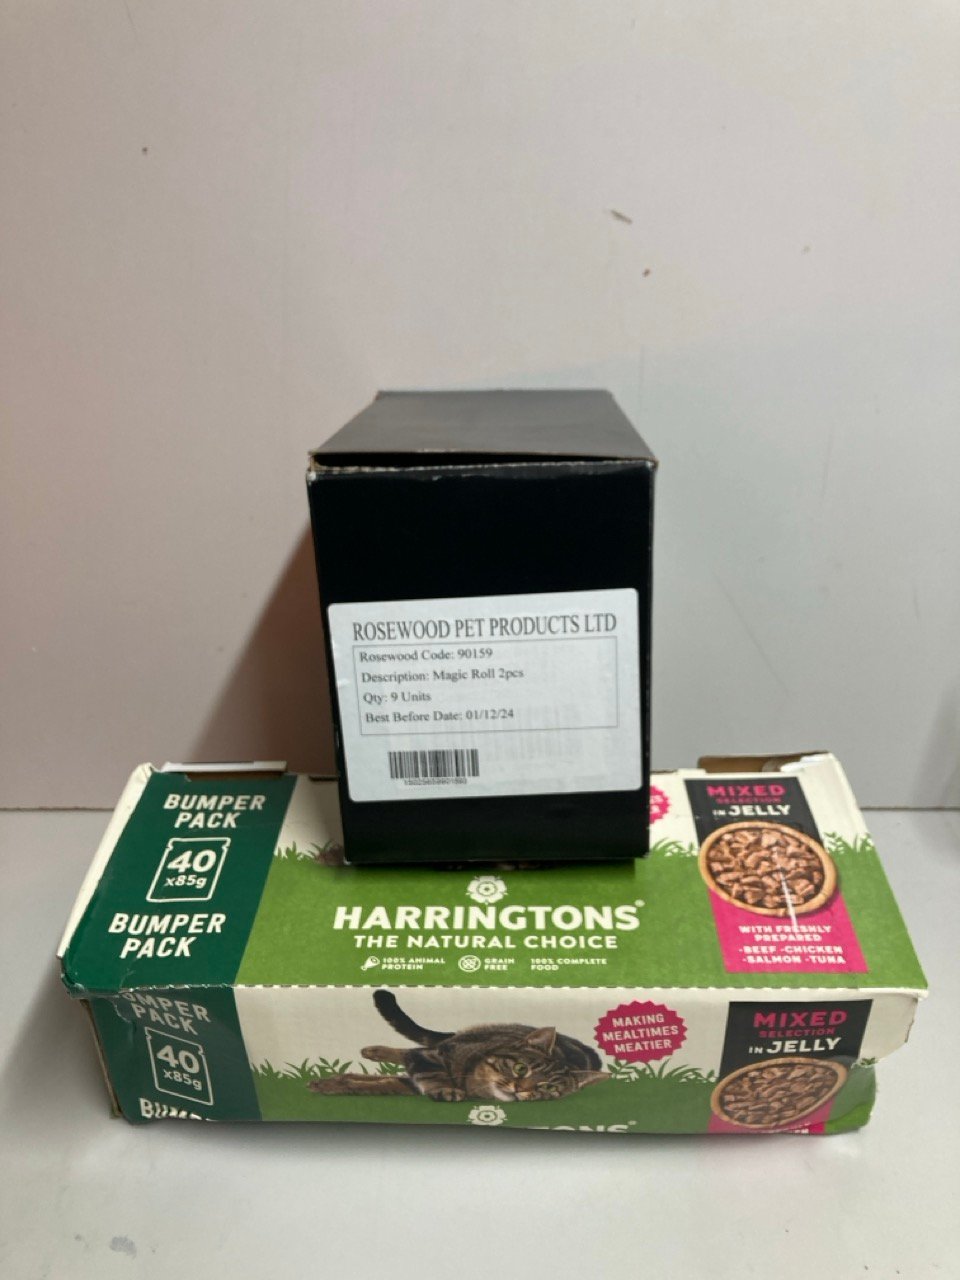 ROSEWOOD PET PRODUCTS LTD
Rosewood Code: 90159
Description: Magic Roll 2pcs
Qty: 9 Units
Best Before Date: 01/12/24
BUMPER
PACK
40
x85g
BUMPER
PACK
HARRINGTONS®
THE NATURAL CHOICE
100% ANIMAL
PROTEIN
GRAIN
FREE
100% COMPLETE
FOOD
MIXED
SELECTION
IN JELLY
WITH FRESHLY
PREPARED
·BEEF ·CHICKEN
·SALMON ·TUNA
BUMPER
PACK
40
x85g
MAKING
MEALTIMES
MEATIER
MIXED
SELECTION
IN JELLY